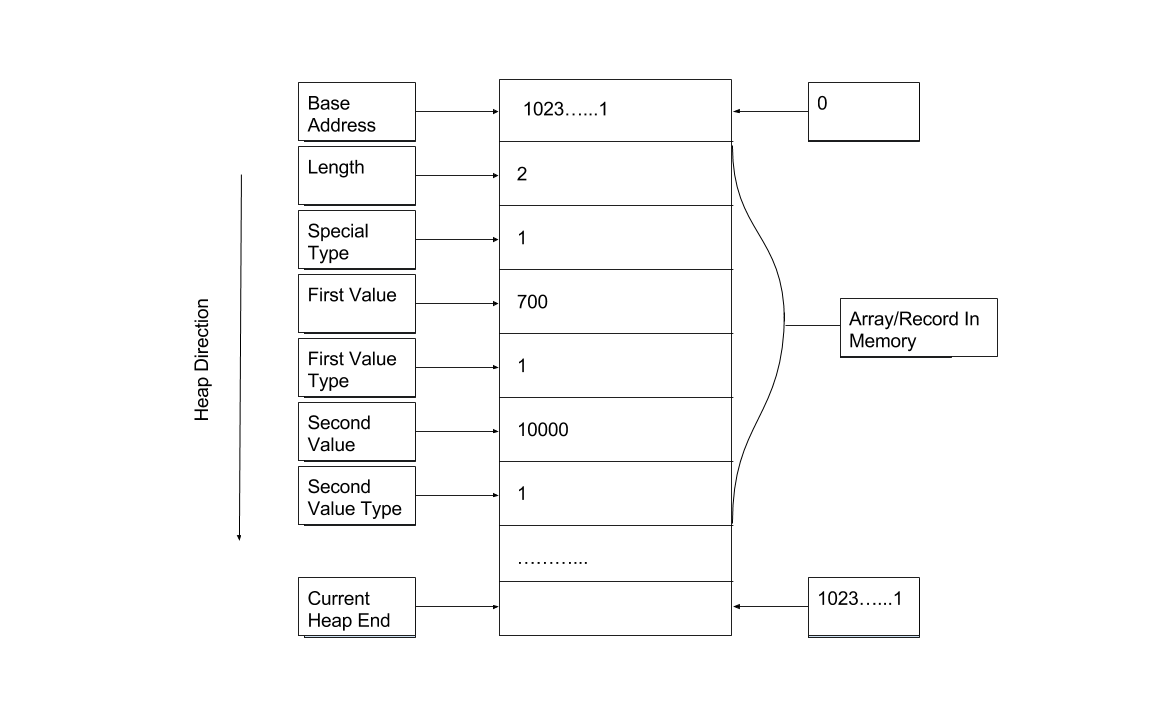 Base
Address
1023…...1
0
Length
2
Special
Type
1
First Value
700
First Value
Type
1
Second
Value
10000
Second
Value Type
1
………...
Current
Heap End
1023…...1
Heap Direction
Array/Record In
Memory